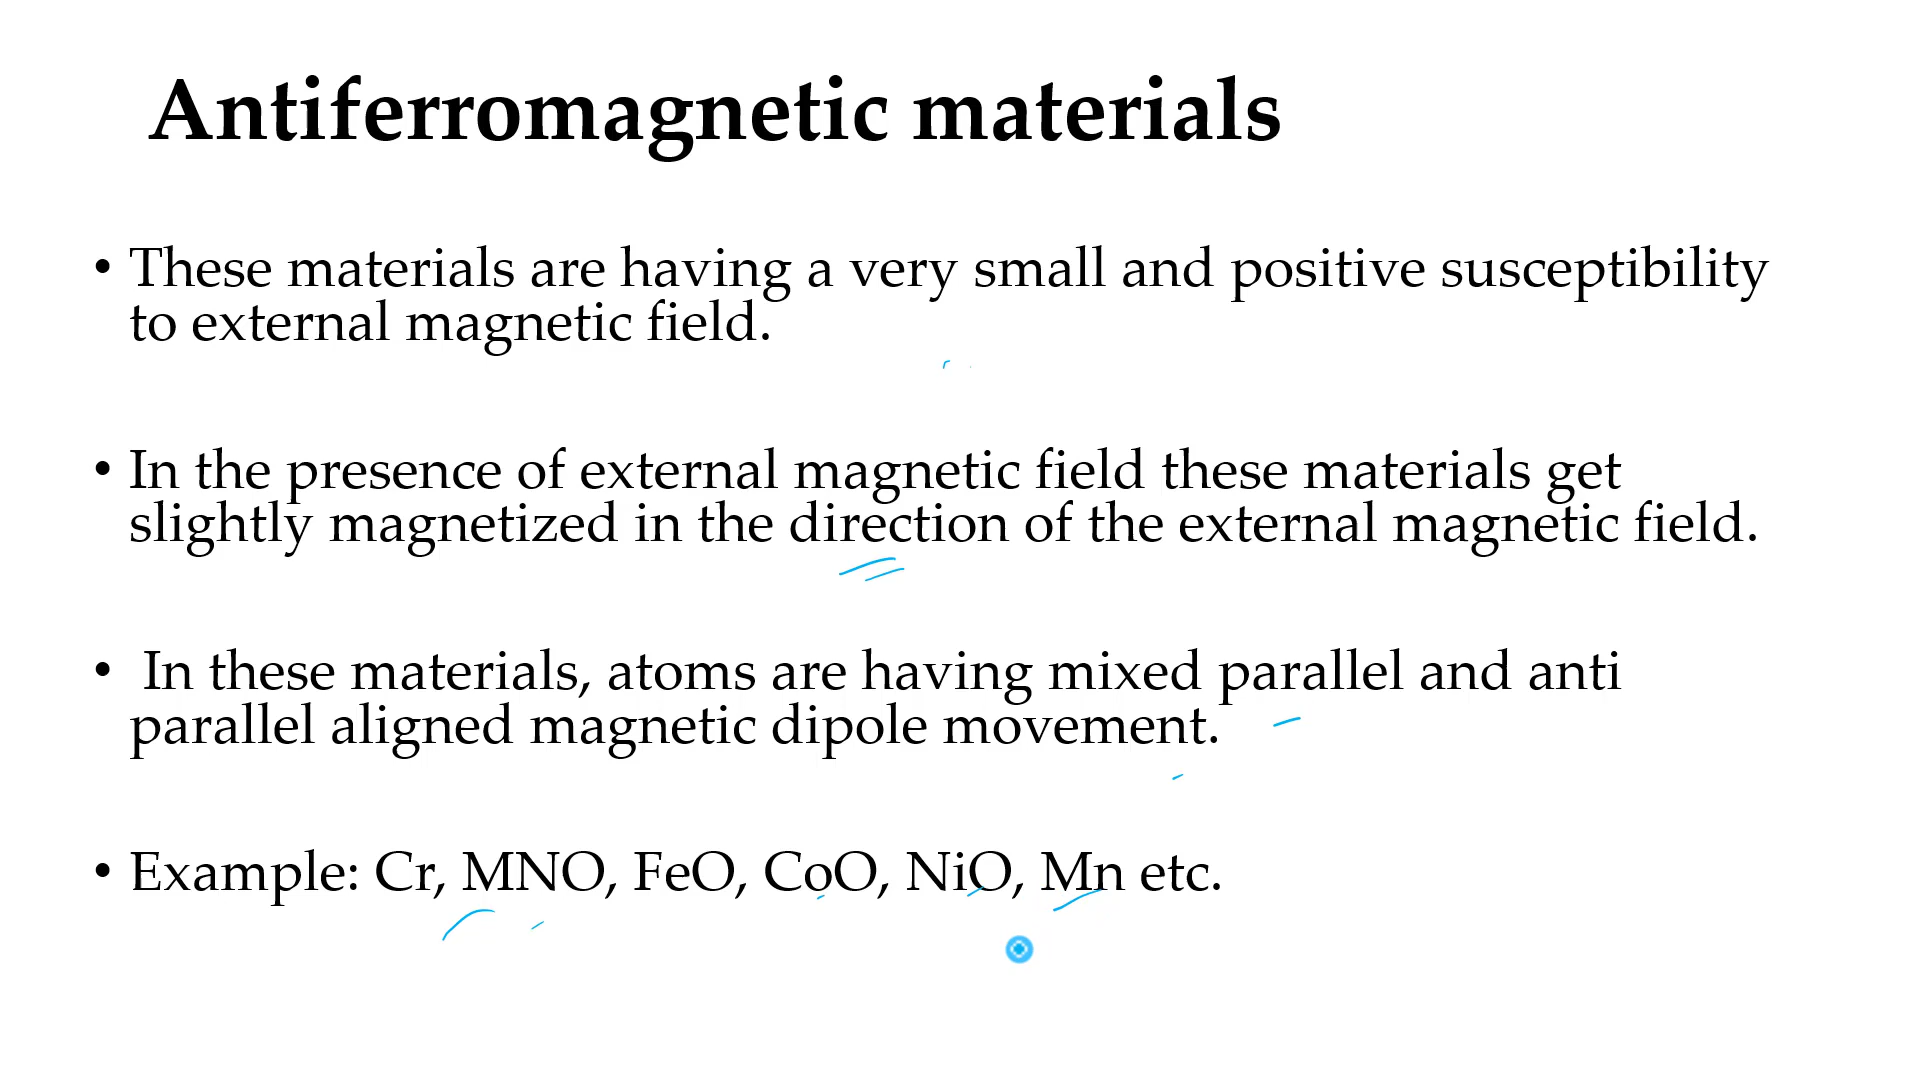 Antiferromagnetic materials
• These materials are having a very small and positive susceptibility
to external magnetic field.
• In the presence of external magnetic field these materials get
slightly magnetized in the direction of the external magnetic field.
• In these materials, atoms are having mixed parallel and anti
parallel aligned magnetic dipole movement.
• Example: Cr, MNO, FeO, CoO, NiO, Mn etc.